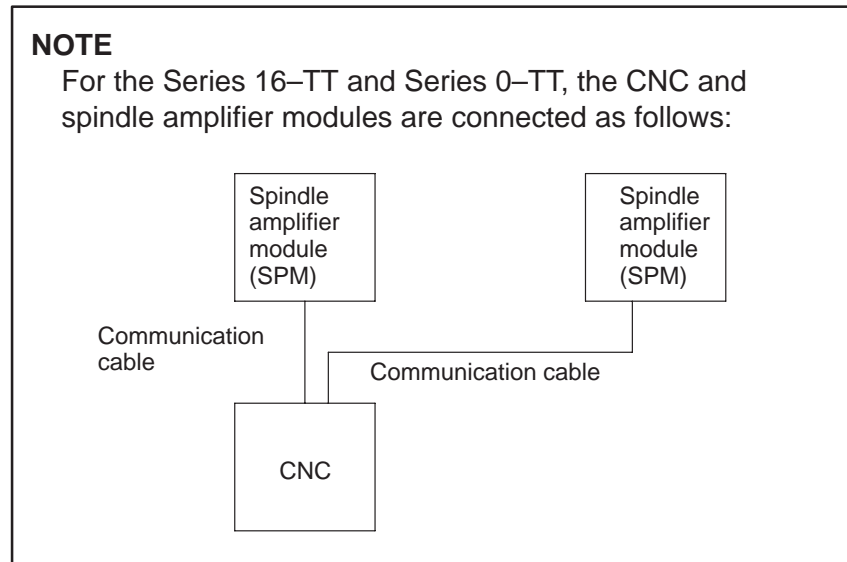 NOTE
For the Series 16–TT and Series 0–TT, the CNC and
spindle amplifier modules are connected as follows:
Spindle
amplifier
module
(SPM)
Spindle
amplifier
module
(SPM)
Communication
cable
Communication cable
CNC